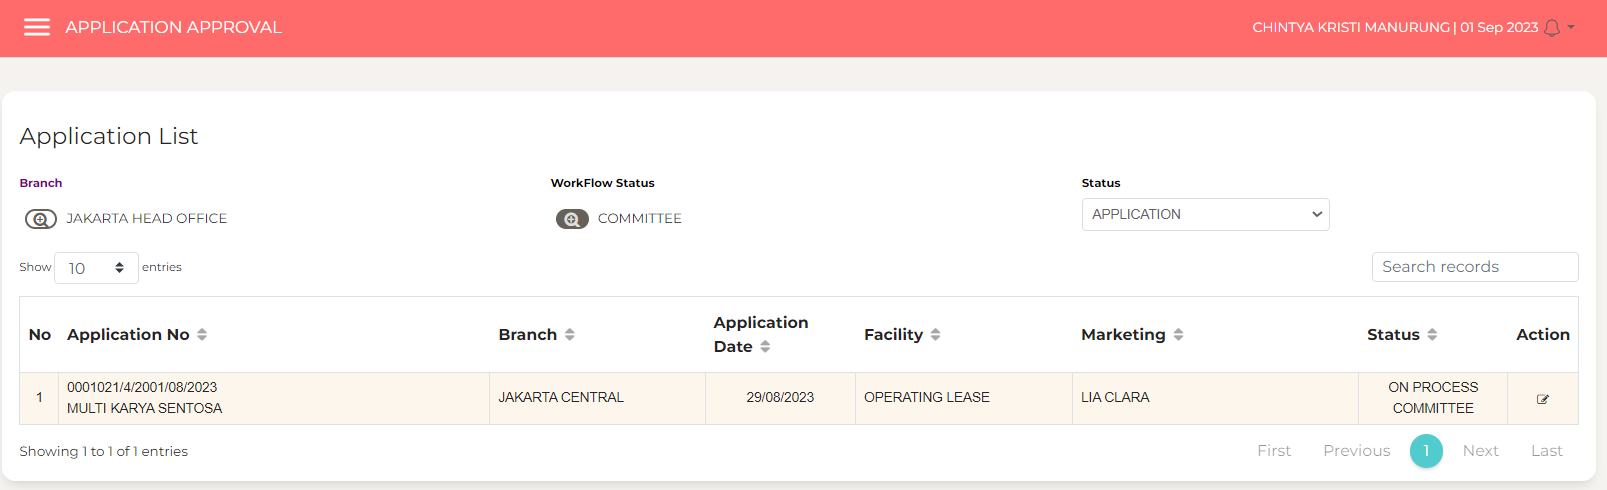 APPLICATION APPROVAL
CHINTYA KRISTI MANURUNG | 01 Sep 2023
Application List
Branch
WorkFlow Status
Status
JAKARTA HEAD OFFICE
COMMITTEE
APPLICATION
Show 10 entries
Search records
No
Application No
Branch
Application
Date
Facility
Marketing
Status
Action
1
0001021/4/2001/08/2023
MULTI KARYA SENTOSA
JAKARTA CENTRAL
29/08/2023
OPERATING LEASE
LIA CLARA
ON PROCESS
COMMITTEE
Showing 1 to 1 of 1 entries
First Previous 1 Next Last